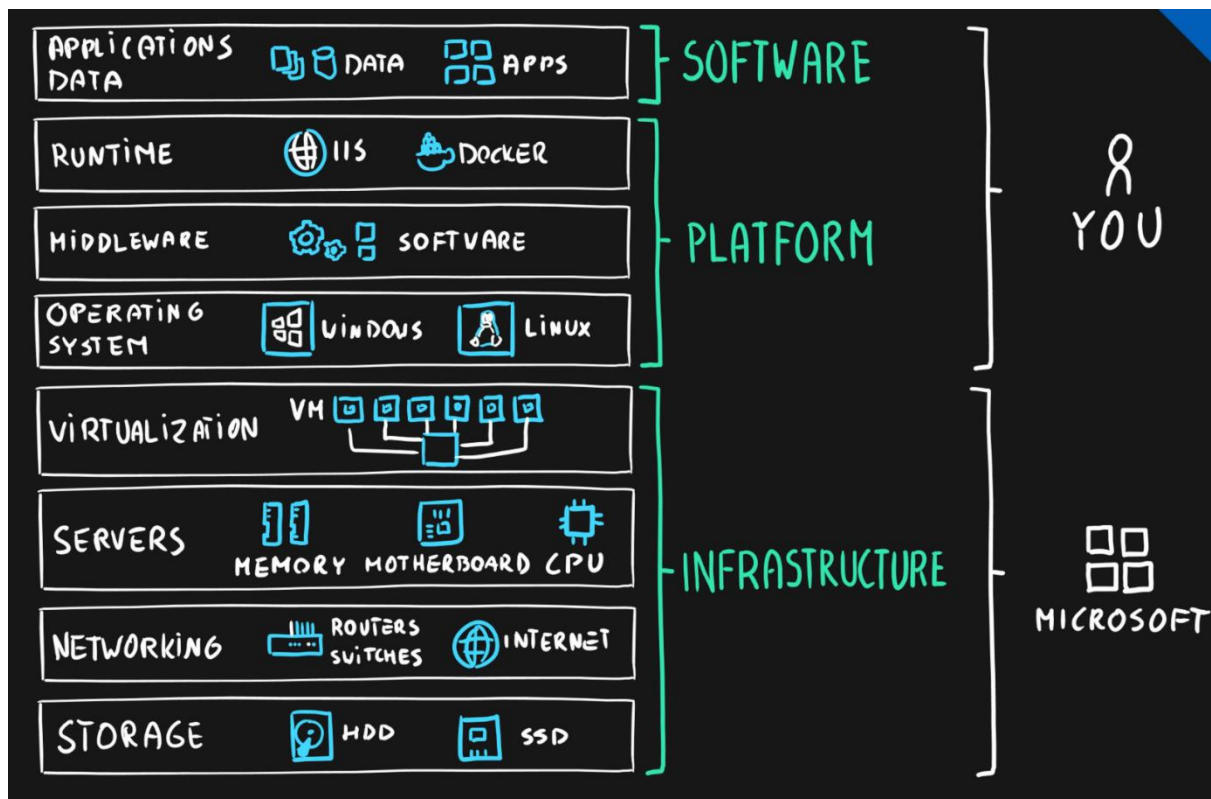 APPLICATIONS
DATA
DATA
APPS
SOFTWARE
RUNTIME
IIS
DOCKER
MIDDLEWARE
SOFTWARE
PLATFORM
YOU
OPERATING
SYSTEM
WINDOWS
LINUX
VIRTUALIZATION
VM
SERVERS
MEMORY MOTHERBOARD CPU
INFRASTRUCTURE
MICROSOFT
NETWORKING
ROUTERS
SWITCHES
INTERNET
STORAGE
HDD
SSD